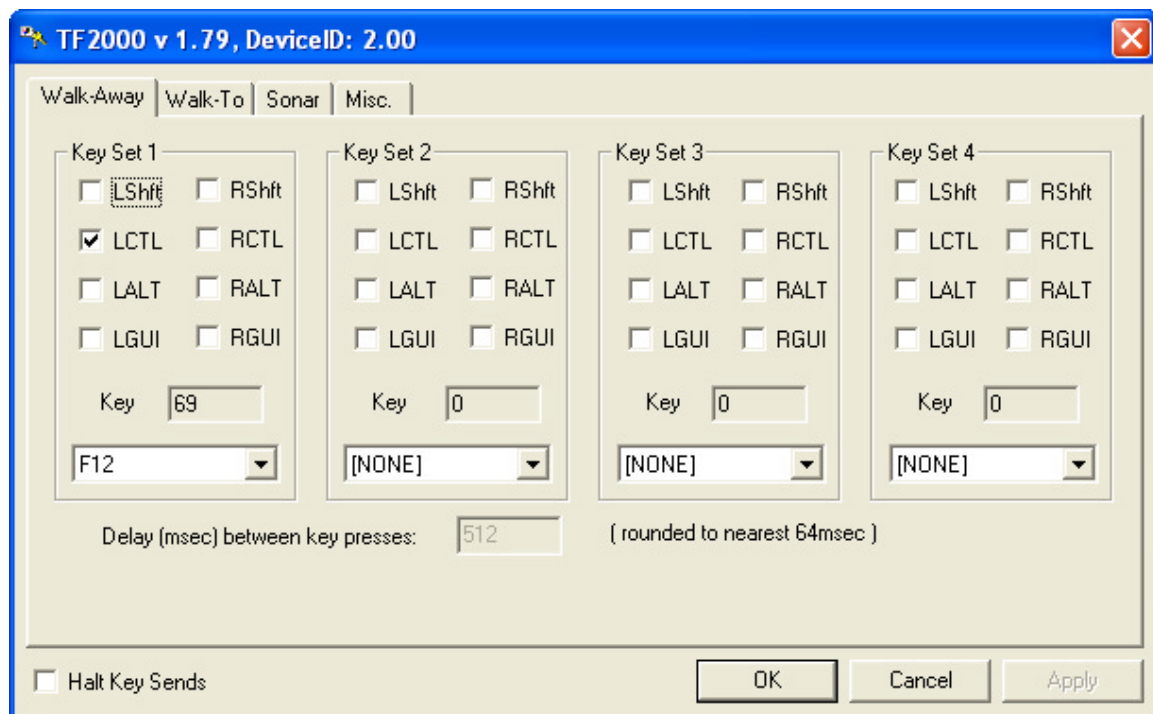 TF2000 v 1.79, DeviceID: 2.00
Walk-Away Walk-To Sonar Misc.
Key Set 1 Key Set 2 Key Set 3 Key Set 4
LShft RShft LShft RShft LShft RShft LShft RShft
LCTL RCTL LCTL RCTL LCTL RCTL LCTL RCTL
LALT RALT LALT RALT LALT RALT LALT RALT
LGUI RGUI LGUI RGUI LGUI RGUI LGUI RGUI
Key 69 Key 0 Key 0 Key 0
F12 [NONE] [NONE] [NONE]
Delay (msec) between key presses: 512 ( rounded to nearest 64msec )
Halt Key Sends OK Cancel Apply